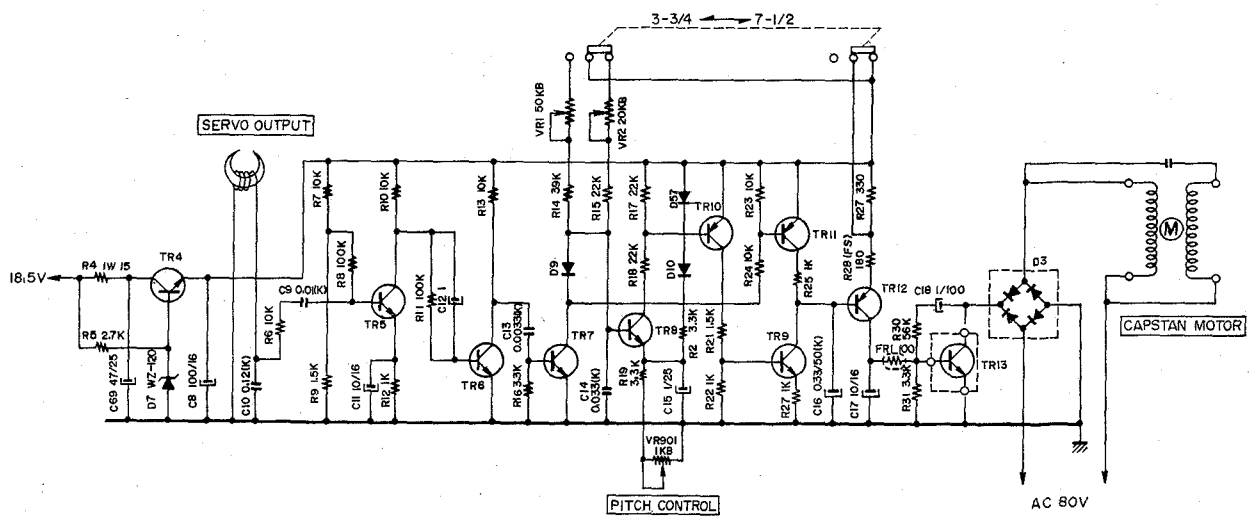 3-3/4 7-1/2
SERVO OUTPUT
VR1 50KB
VR2 20KB
18.5V
R4 1W 15
TR4
R5 2.7K
C69 47/25
D7 WZ-120
C8 100/16
C10 0.12(K)
R6 10K
C9 0.01(K)
R7 10K
R8 100K
R9 1.5K
R10 10K
TR5
C11 10/16
R12 1K
R11 100K
C12 1
TR6
R13 10K
C13 0.0033(K)
R16 3.3K
TR7
R14 39K
D9
R15 22K
C14 0.033(K)
R17 22K
R18 22K
TR8
R19 3.3K
D57
D10
R2 3.3K
C15 1/25
VR901 1KB
PITCH CONTROL
TR10
R21 1.5K
R22 1K
R23 10K
R24 10K
TR11
R25 1K
TR9
R27 1K
C16 0.33/50(K)
R27 330
R28 (FS) 180
TR12
C17 10/16
FR1 100
R30 56K
R31 3.3K
C18 1/100
TR13
D3
M
CAPSTAN MOTOR
AC 80V